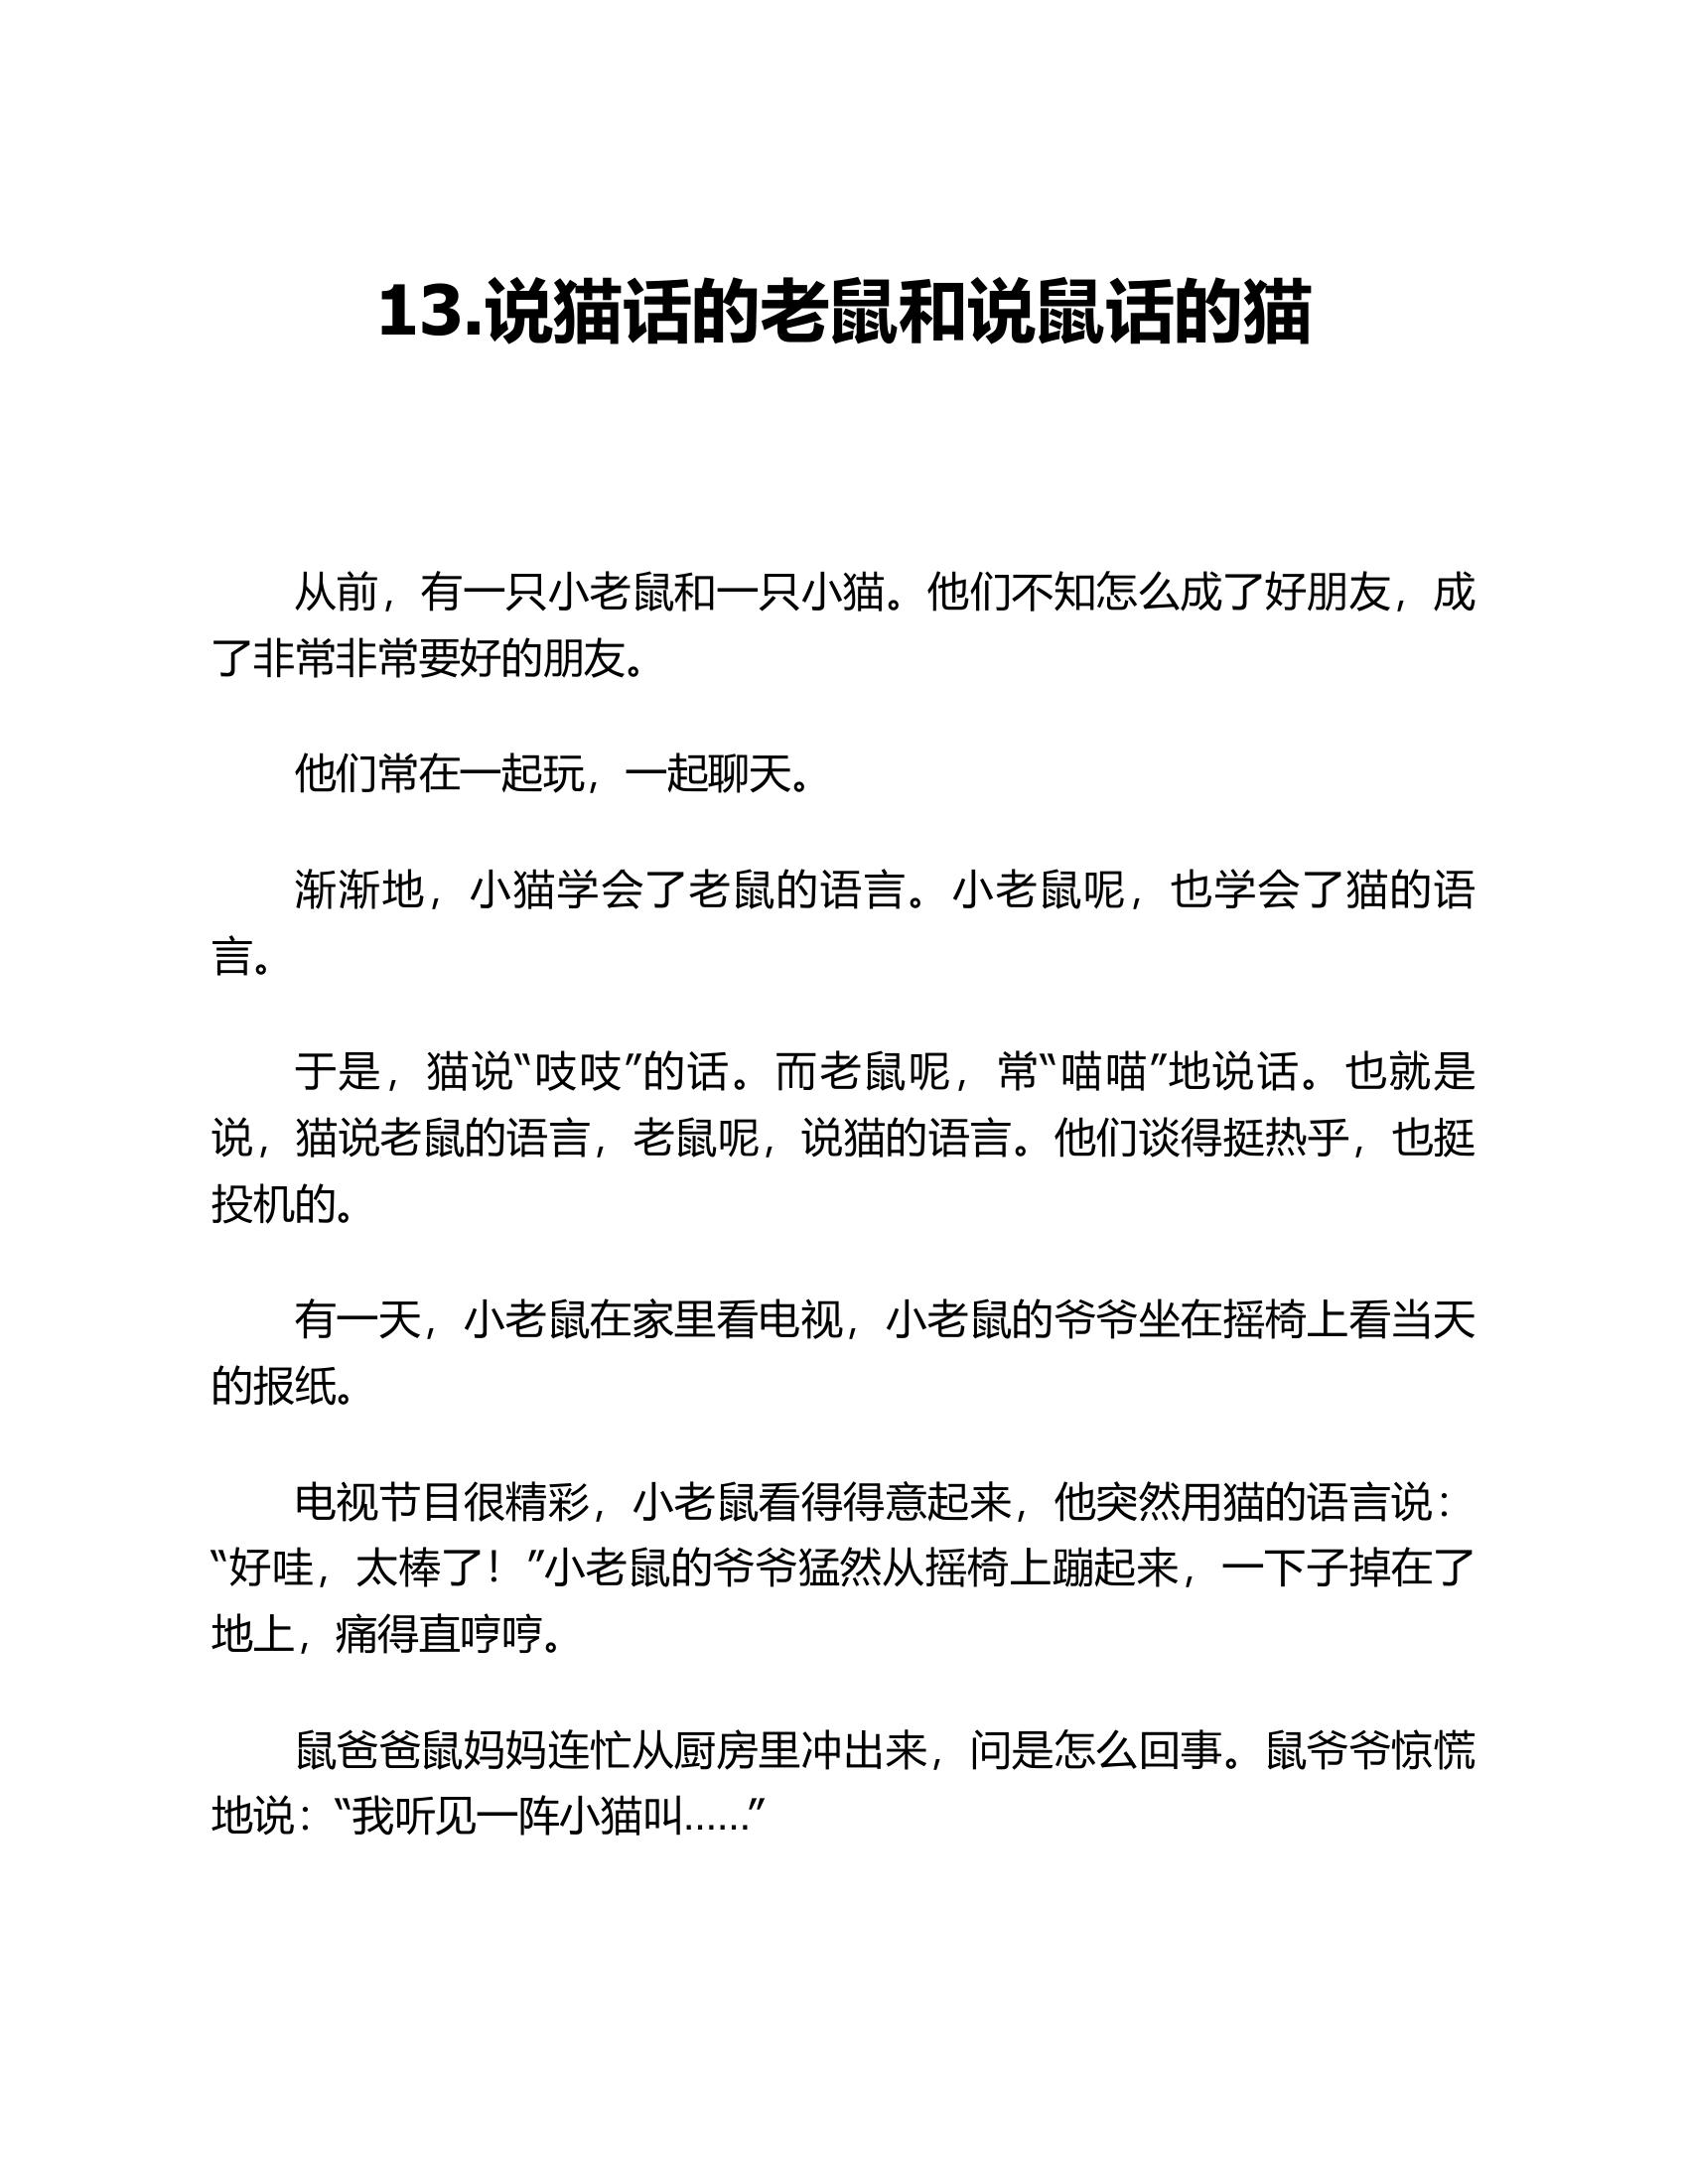 13.说猫话的老鼠和说鼠话的猫
从前，有一只小老鼠和一只小猫。他们不知怎么成了好朋友，成
了非常非常要好的朋友。
他们常在一起玩，一起聊天。
渐渐地，小猫学会了老鼠的语言。小老鼠呢，也学会了猫的语
言。
于是，猫说“吱吱”的话。而老鼠呢，常“喵喵”地说话。也就是
说，猫说老鼠的语言，老鼠呢，说猫的语言。他们谈得挺热乎，也挺
投机的。
有一天，小老鼠在家里看电视，小老鼠的爷爷坐在摇椅上看当天
的报纸。
电视节目很精彩，小老鼠看得得意起来，他突然用猫的语言说：
“好哇，太棒了！”小老鼠的爷爷猛然从摇椅上蹦起来，一下子掉在了
地上，痛得直哼哼。
鼠爸爸鼠妈妈连忙从厨房里冲出来，问是怎么回事。鼠爷爷惊慌
地说：“我听见一阵小猫叫……”